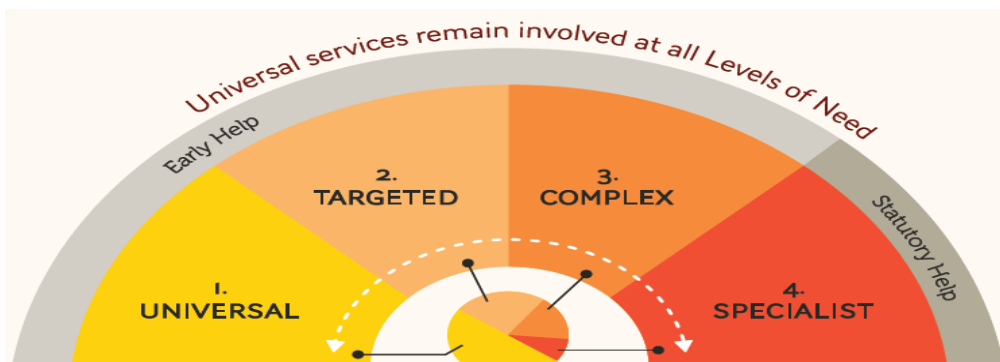 Universal services remain involved at all Levels of Need
Early Help
2.
TARGETED
3.
COMPLEX
Statutory Help
1.
UNIVERSAL
4.
SPECIALIST